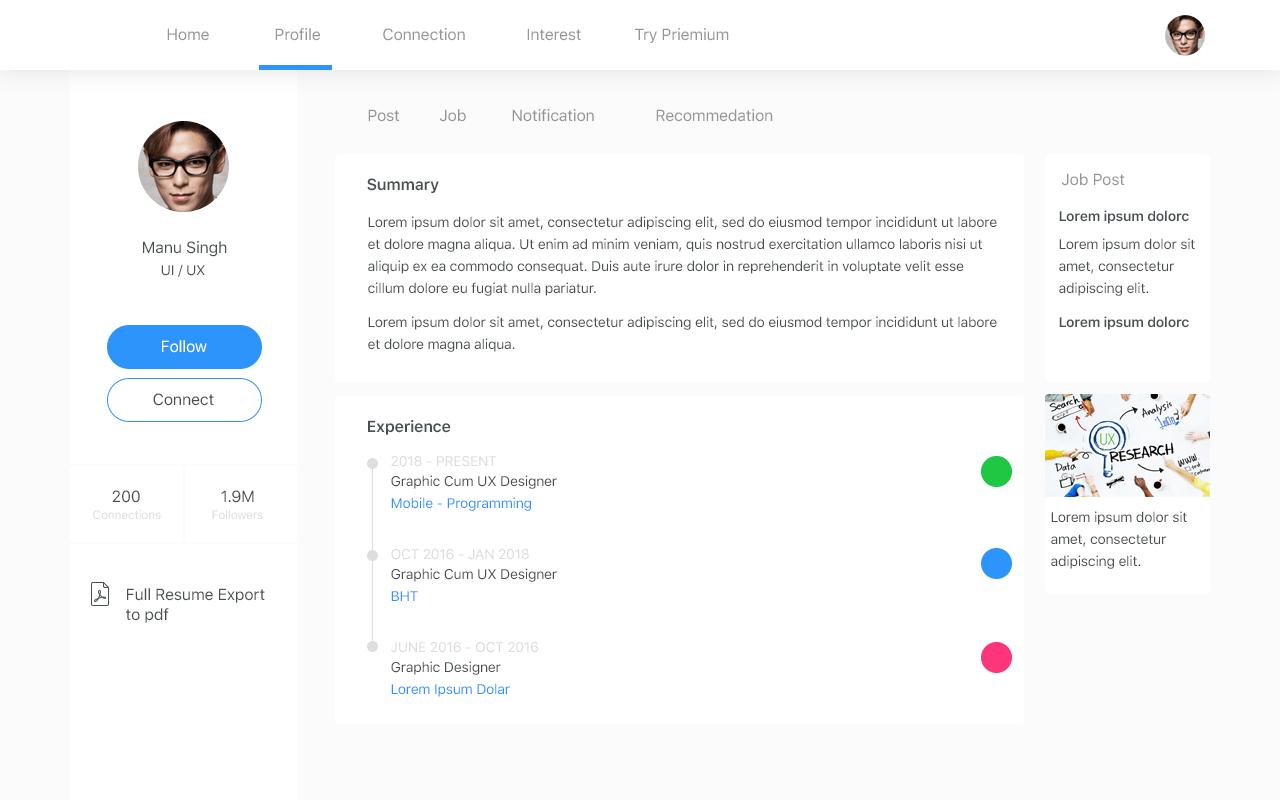 Home Profile Connection Interest Try Priemium
Post Job Notification Recommedation
Manu Singh
UI / UX
Follow
Connect
200 1.9M
Connections Followers
Full Resume Export
to pdf
Summary
Lorem ipsum dolor sit amet, consectetur adipiscing elit, sed do eiusmod tempor incididunt ut labore
et dolore magna aliqua. Ut enim ad minim veniam, quis nostrud exercitation ullamco laboris nisi ut
aliquip ex ea commodo consequat. Duis aute irure dolor in reprehenderit in voluptate velit esse
cillum dolore eu fugiat nulla pariatur.
Lorem ipsum dolor sit amet, consectetur adipiscing elit, sed do eiusmod tempor incididunt ut labore
et dolore magna aliqua.
Experience
2018 - PRESENT
Graphic Cum UX Designer
Mobile - Programming
OCT 2016 - JAN 2018
Graphic Cum UX Designer
BHT
JUNE 2016 - OCT 2016
Graphic Designer
Lorem Ipsum Dolar
Job Post
Lorem ipsum dolorc
Lorem ipsum dolor sit
amet, consectetur
adipiscing elit.
Lorem ipsum dolorc
Search
Analysis
UX
RESEARCH
Data
WWW
Lorem ipsum dolor sit
amet, consectetur
adipiscing elit.